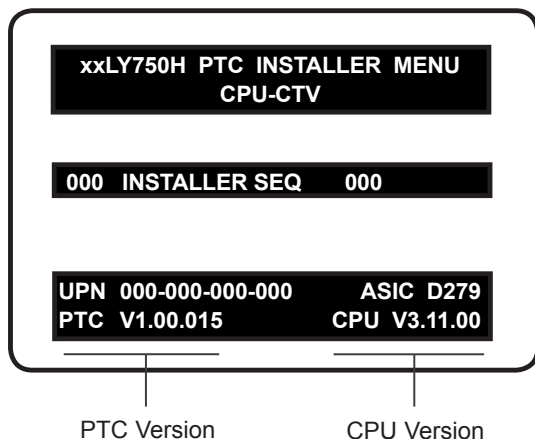 xxLY750H PTC INSTALLER MENU
CPU-CTV
000 INSTALLER SEQ 000
UPN 000-000-000-000 ASIC D279
PTC V1.00.015 CPU V3.11.00
PTC Version CPU Version